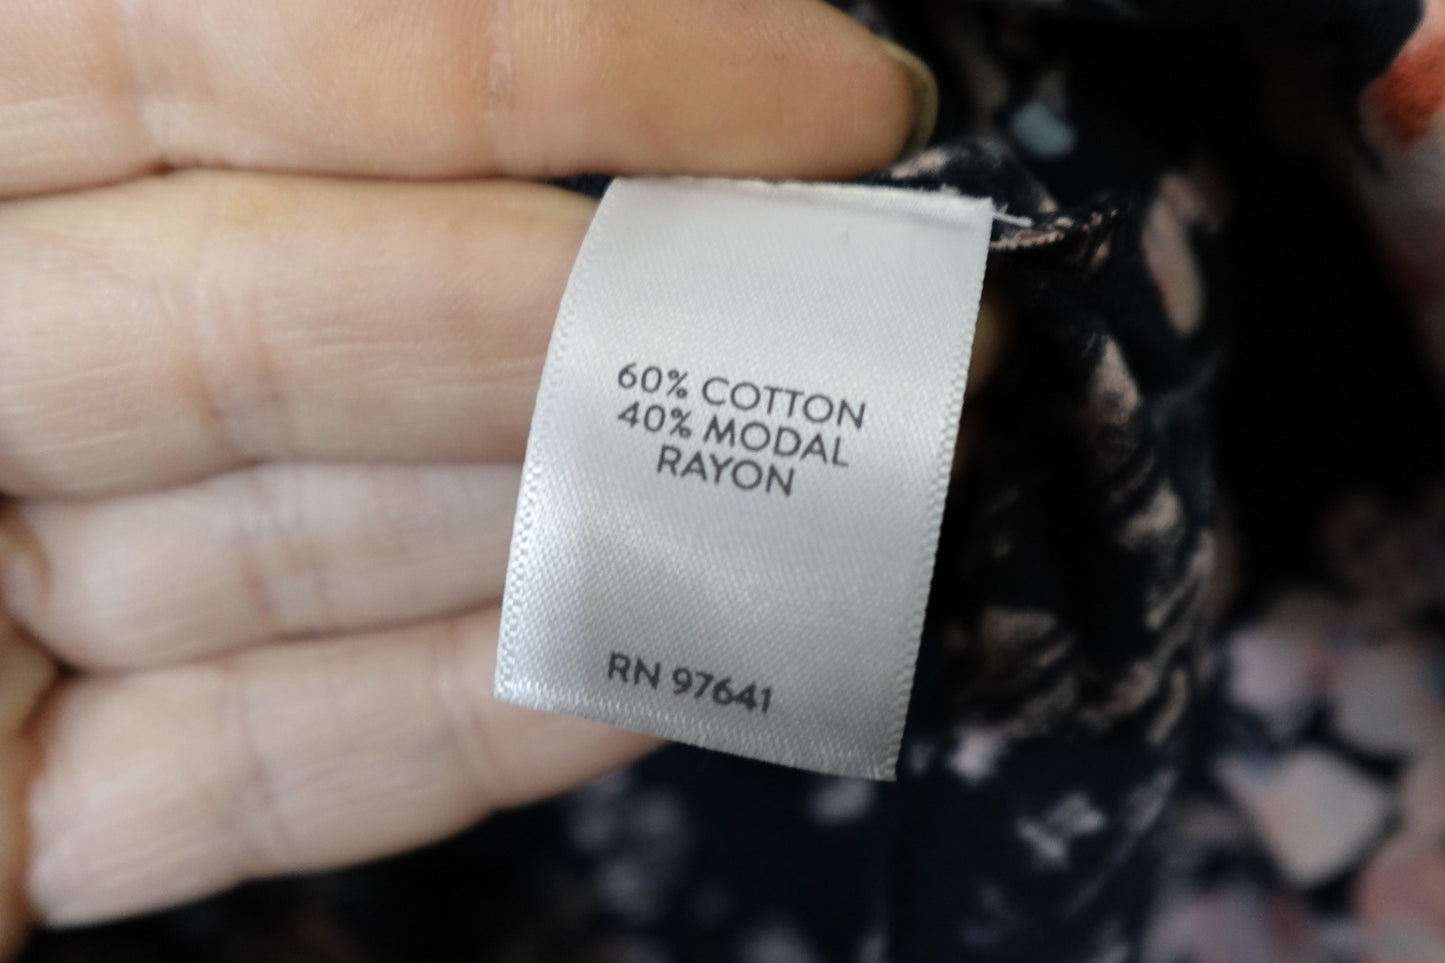 60% COTTON
40% MODAL
RAYON
RN 97641